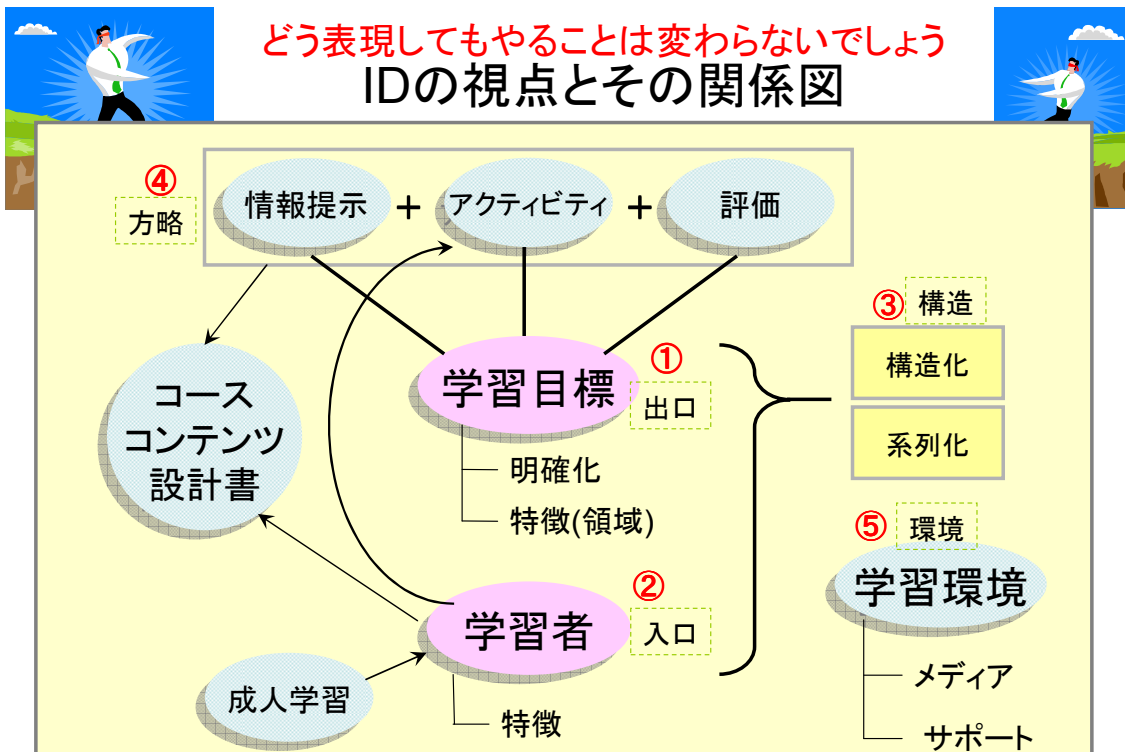 どう表現してもやることは変わらないでしょう
IDの視点とその関係図
④
方略
情報提示 + アクティビティ + 評価
③ 構造
構造化
系列化
コース
コンテンツ
設計書
学習目標
①
出口
明確化
特徴(領域)
⑤ 環境
学習環境
メディア
サポート
学習者
②
入口
成人学習
特徴